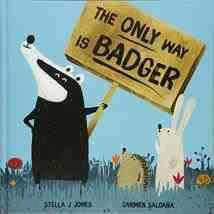 THE ONLY WAY
IS BADGER
STELLA J JONES CARMEN SALDAÑA